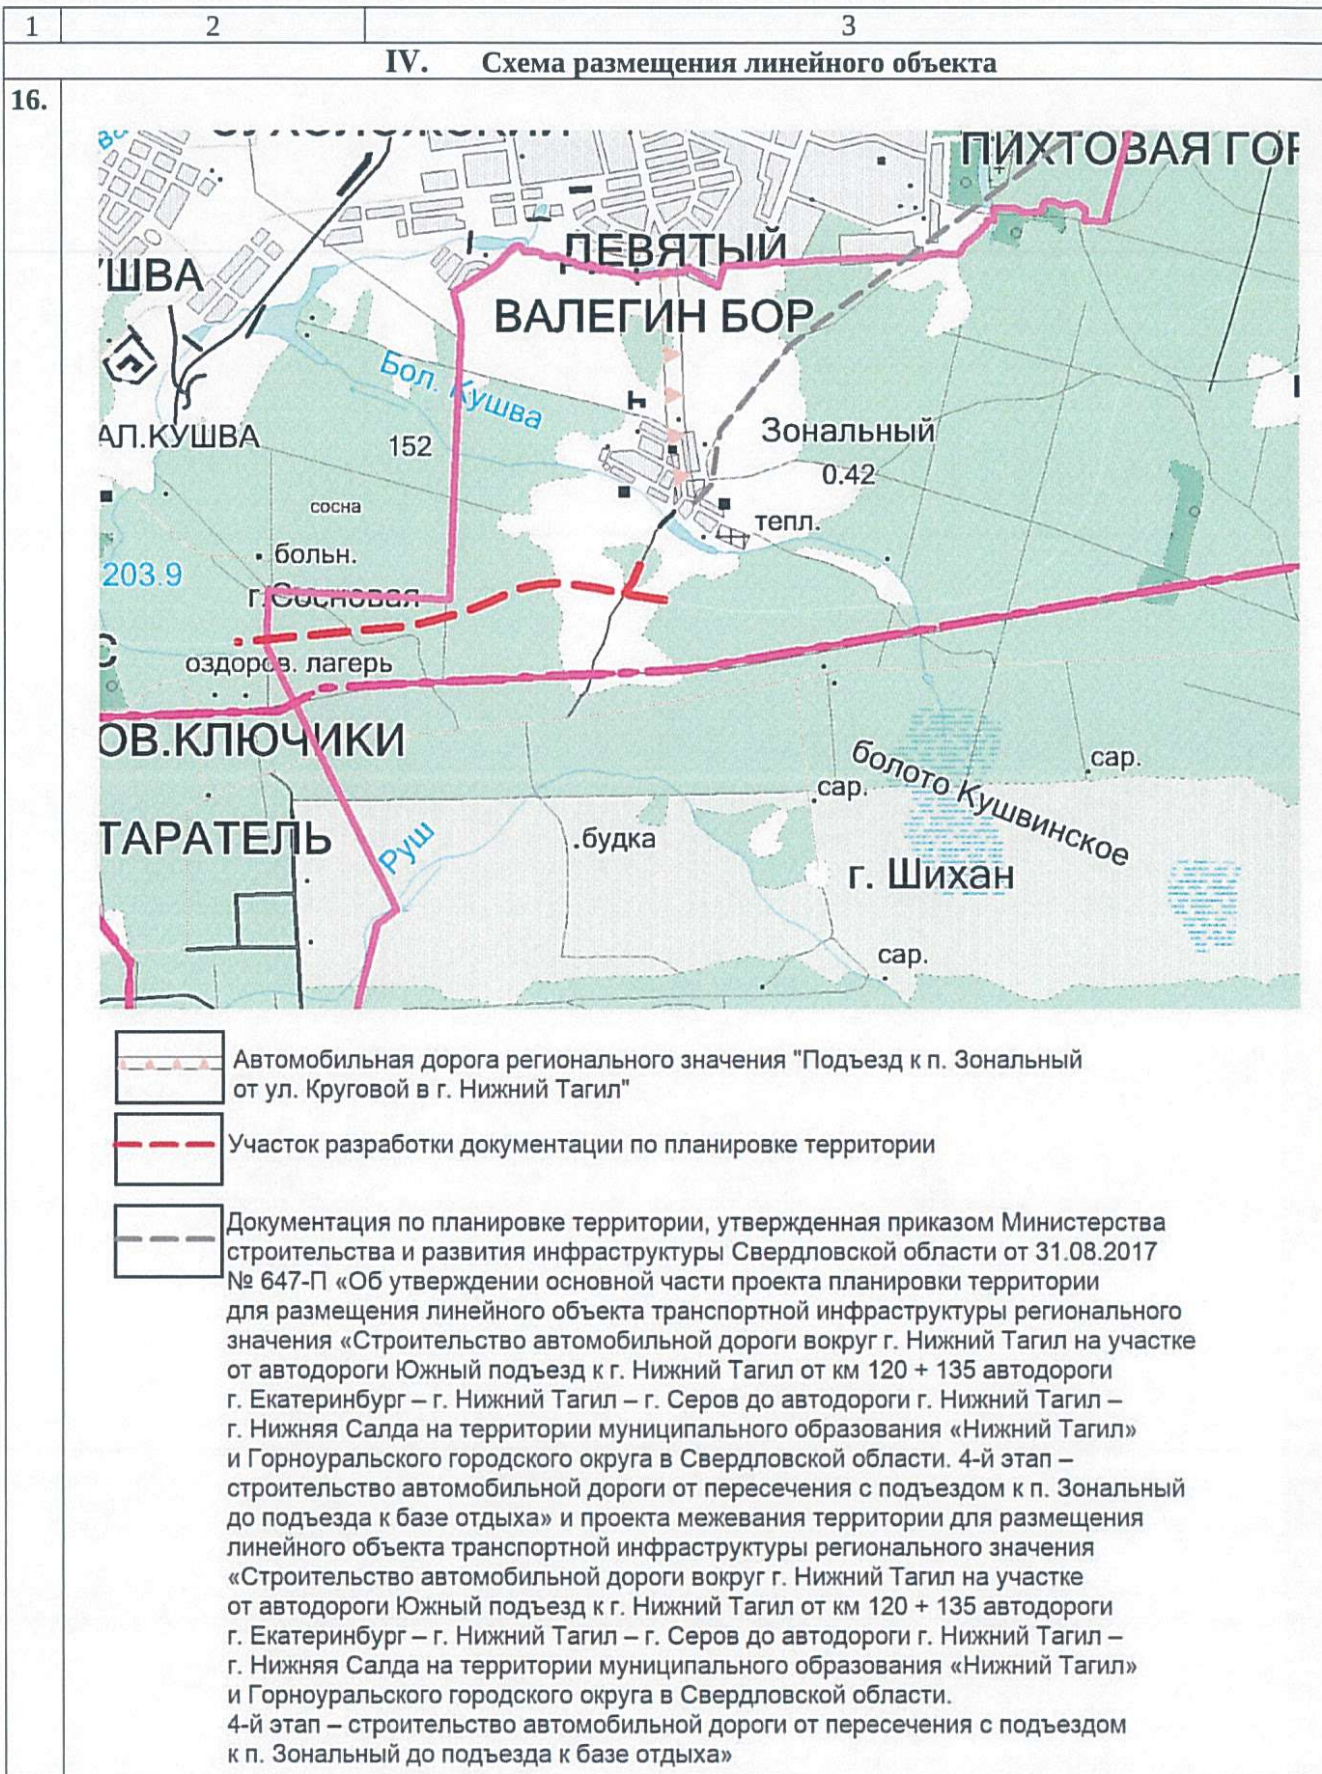 1 2 3
IV. Схема размещения линейного объекта
16.
ПИХТОВАЯ ГОР
ДЕВЯТЫЙ
УШВА
ВАЛЕГИН БОР
Бол. Кушва
АЛ.КУШВА
152
Зональный
0.42
сосна
тепл.
больн.
203.9
г.Сосновая
оздоров. лагерь
ОВ.КЛЮЧИКИ
болото Кушвинское
сар.
сар.
ТАРАТЕЛЬ
Руш
.будка
г. Шихан
сар.
Автомобильная дорога регионального значения "Подъезд к п. Зональный
от ул. Круговой в г. Нижний Тагил"
Участок разработки документации по планировке территории
Документация по планировке территории, утвержденная приказом Министерства
строительства и развития инфраструктуры Свердловской области от 31.08.2017
№ 647-П «Об утверждении основной части проекта планировки территории
для размещения линейного объекта транспортной инфраструктуры регионального
значения «Строительство автомобильной дороги вокруг г. Нижний Тагил на участке
от автодороги Южный подъезд к г. Нижний Тагил от км 120 + 135 автодороги
г. Екатеринбург – г. Нижний Тагил – г. Серов до автодороги г. Нижний Тагил –
г. Нижняя Салда на территории муниципального образования «Нижний Тагил»
и Горноуральского городского округа в Свердловской области. 4-й этап –
строительство автомобильной дороги от пересечения с подъездом к п. Зональный
до подъезда к базе отдыха» и проекта межевания территории для размещения
линейного объекта транспортной инфраструктуры регионального значения
«Строительство автомобильной дороги вокруг г. Нижний Тагил на участке
от автодороги Южный подъезд к г. Нижний Тагил от км 120 + 135 автодороги
г. Екатеринбург – г. Нижний Тагил – г. Серов до автодороги г. Нижний Тагил –
г. Нижняя Салда на территории муниципального образования «Нижний Тагил»
и Горноуральского городского округа в Свердловской области.
4-й этап – строительство автомобильной дороги от пересечения с подъездом
к п. Зональный до подъезда к базе отдыха»